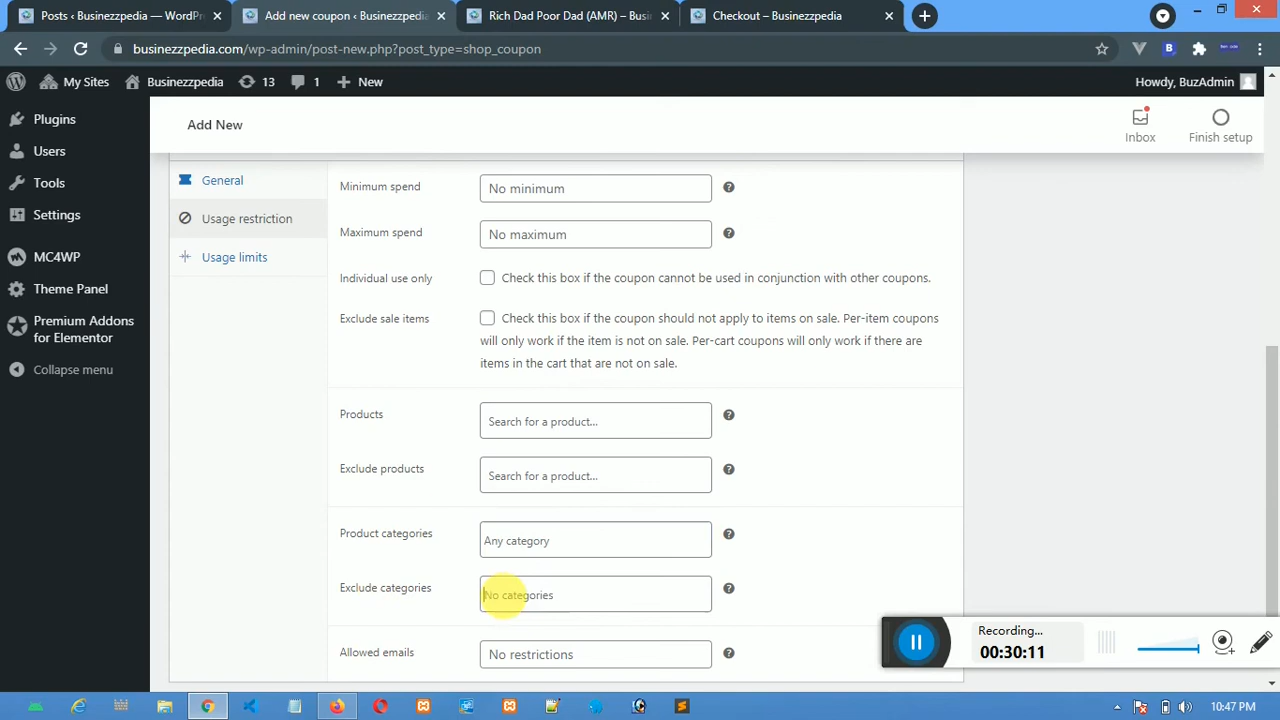 Posts ‹ Businezzpedia — WordPr
Add new coupon ‹ Businezzpedia
Rich Dad Poor Dad (AMR) – Busi
Checkout – Businezzpedia
businezzpedia.com/wp-admin/post-new.php?post_type=shop_coupon
My Sites
Businezzpedia
13
1
New
Howdy, BuzAdmin
Plugins
Users
Tools
Settings
MC4WP
Theme Panel
Premium Addons
for Elementor
Collapse menu
Add New
Inbox
Finish setup
General
Usage restriction
Usage limits
Minimum spend
No minimum
Maximum spend
No maximum
Individual use only
Check this box if the coupon cannot be used in conjunction with other coupons.
Exclude sale items
Check this box if the coupon should not apply to items on sale. Per-item coupons
will only work if the item is not on sale. Per-cart coupons will only work if there are
items in the cart that are not on sale.
Products
Search for a product…
Exclude products
Search for a product…
Product categories
Any category
Exclude categories
No categories
Allowed emails
No restrictions
Recording...
00:30:11
10:47 PM